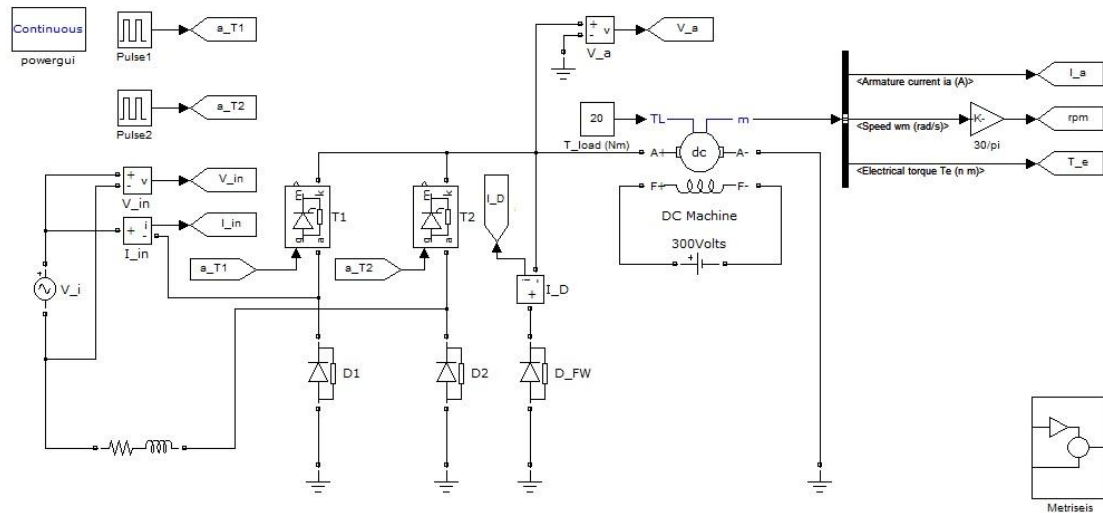 Continuous
powergui
Pulse1
a_T1
Pulse2
a_T2
+
-
v
V_a
V_a
20
T_load (Nm)
TL
m
A+
dc
A-
F+
F-
DC Machine
300Volts
+
<Armature current ia (A)>
I_a
<Speed wm (rad/s)>
K-
30/pi
rpm
<Electrical torque Te (n m)>
T_e
+
-
v
V_in
V_in
+
i
-
I_in
I_in
m
k
g
a
T1
a_T1
m
k
g
a
T2
a_T2
I_D
i
-
+
I_D
+
V_i
D1
D2
D_FW
Metriseis